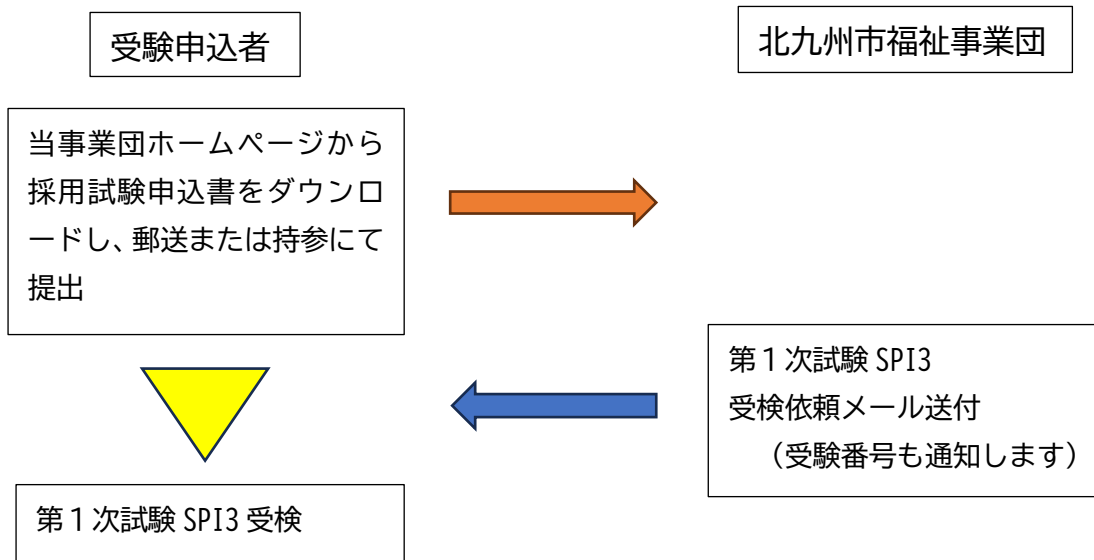 受験申込者
北九州市福祉事業団
当事業団ホームページから
採用試験申込書をダウンロ
ードし、郵送または持参にて
提出
第１次試験 SPI3
受検依頼メール送付
（受験番号も通知します）
第１次試験 SPI3 受検